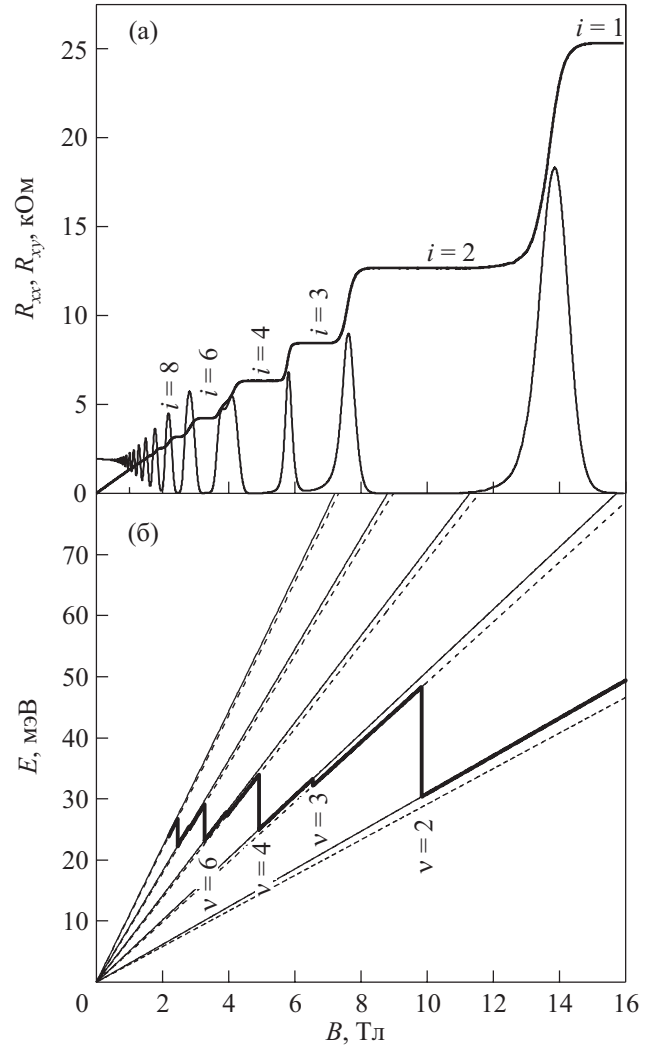 (а)
i = 1
25
20
15
10
5
0
R_xx, R_xy, кОм
i = 2
i = 3
i = 4
i = 6
i = 8
(б)
70
60
50
40
30
20
10
0
E, мэВ
ν = 6
ν = 4
ν = 3
ν = 2
2 4 6 8 10 12 14 16
B, Тл